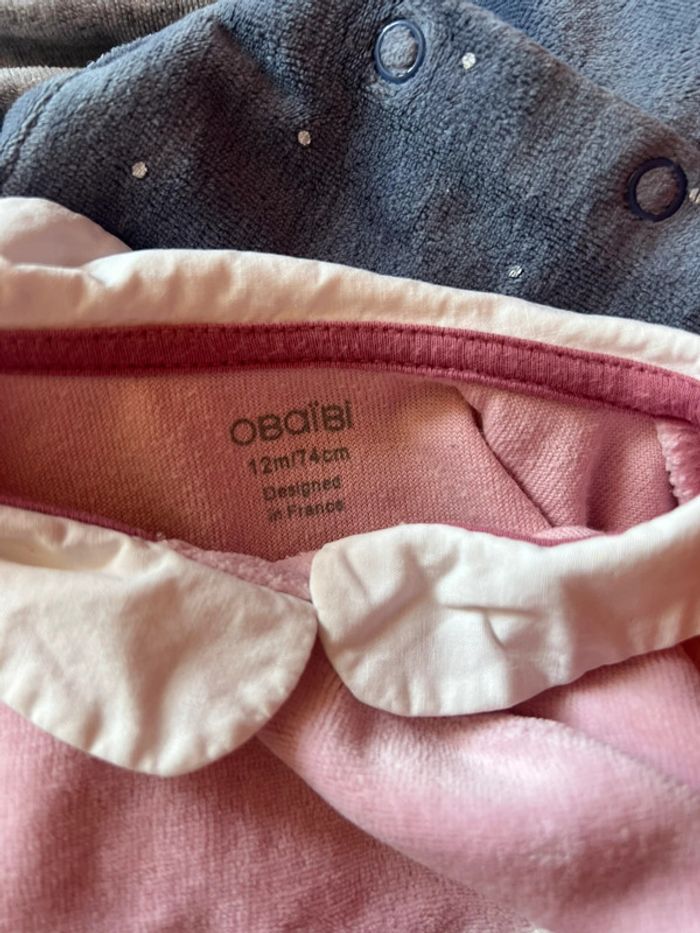 OBaïBi
12m/74cm
Designed
in France